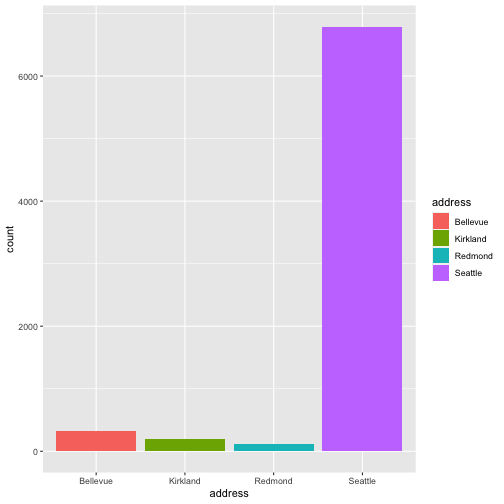 6000
4000
2000
0
count
Bellevue
Kirkland
Redmond
Seattle
address
address
Bellevue
Kirkland
Redmond
Seattle